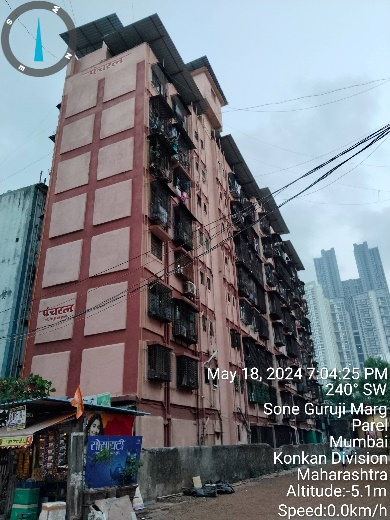 पंचरत्न
पंचरत्न
सोसायटी
May 18, 2024 7:04:25 PM
240° SW
Sone Guruji Marg
Parel
Mumbai
Konkan Division
Maharashtra
Altitude:-5.1m
Speed:0.0km/h